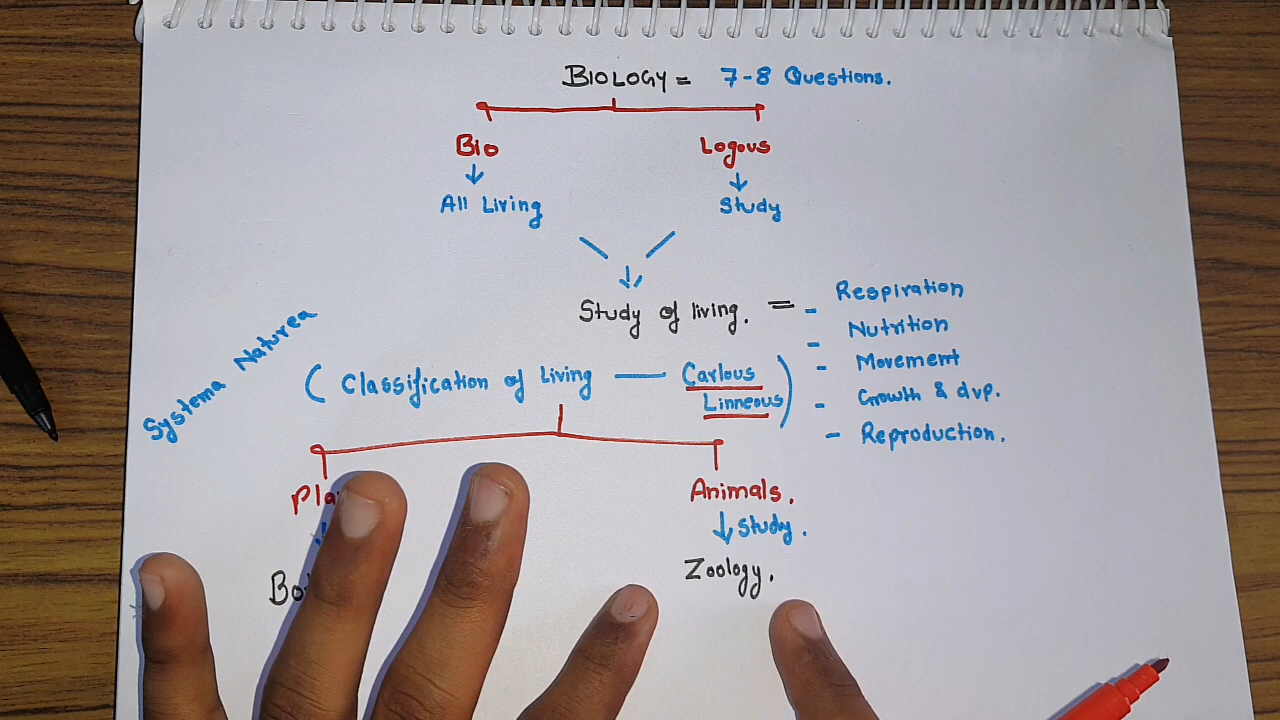 BIOLOGY = 7-8 Questions.
Bio Logous
All Living Study
Study of living. =
- Respiration
- Nutrition
- Movement
- Growth & dvp.
- Reproduction.
Systema Naturea
( Classification of Living — Carlous
Linneous )
Animals.
Study.
Zoology.